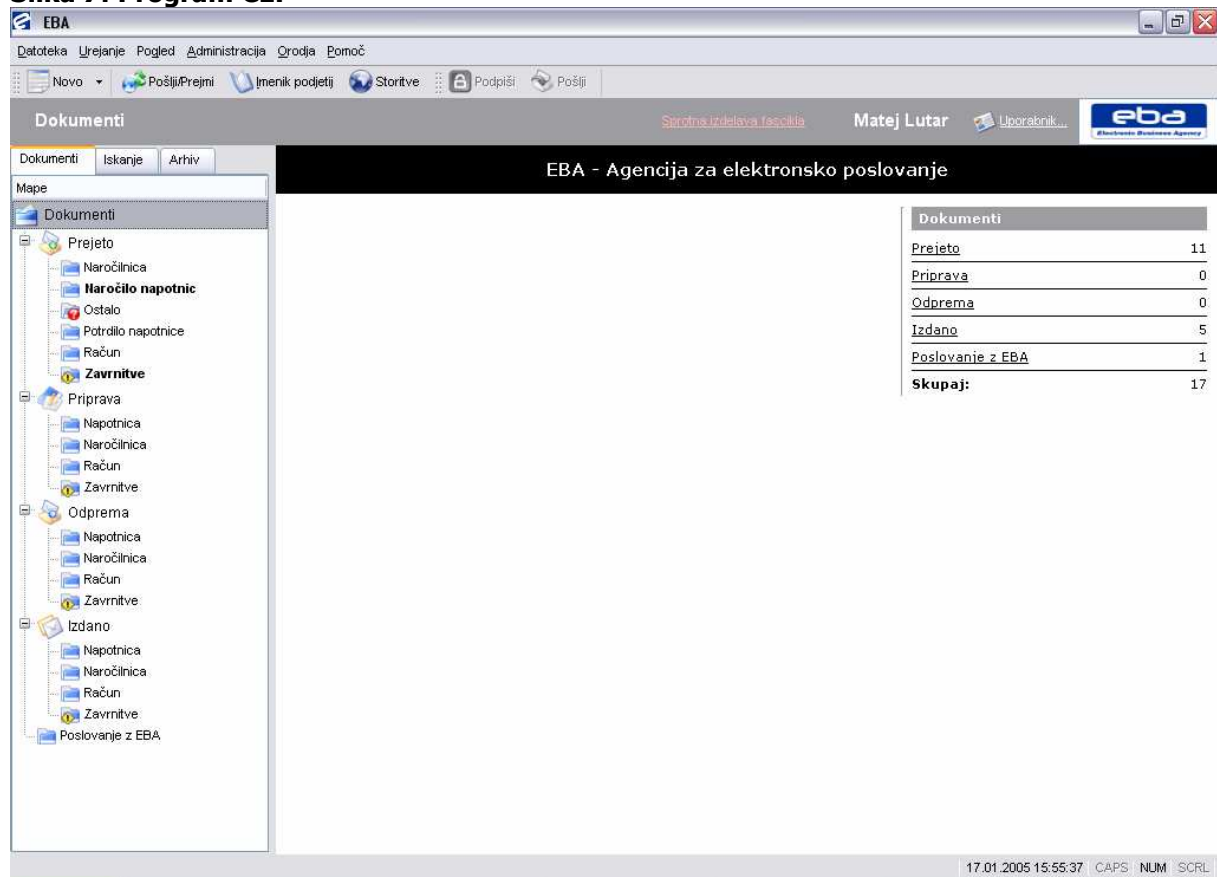 EBA
Datoteka Urejanje Pogled Administracija Orodja Pomoč
Novo Pošlji/Prejmi Imenik podjetij Storitve Podpiši Pošlji
Dokumenti Sprotna izdelava fascikla Matej Lutar Uporabnik... eba
Electronic Business Agency
Dokumenti Iskanje Arhiv
EBA - Agencija za elektronsko poslovanje
Mape
Dokumenti
Prejeto
Naročilnica
Naročilo napotnic
Ostalo
Potrdilo napotnice
Račun
Zavrnitve
Priprava
Napotnica
Naročilnica
Račun
Zavrnitve
Odprema
Napotnica
Naročilnica
Račun
Zavrnitve
Izdano
Napotnica
Naročilnica
Račun
Zavrnitve
Poslovanje z EBA
Dokumenti
Prejeto 11
Priprava 0
Odprema 0
Izdano 5
Poslovanje z EBA 1
Skupaj: 17
17.01.2005 15:55:37 CAPS NUM SCRL